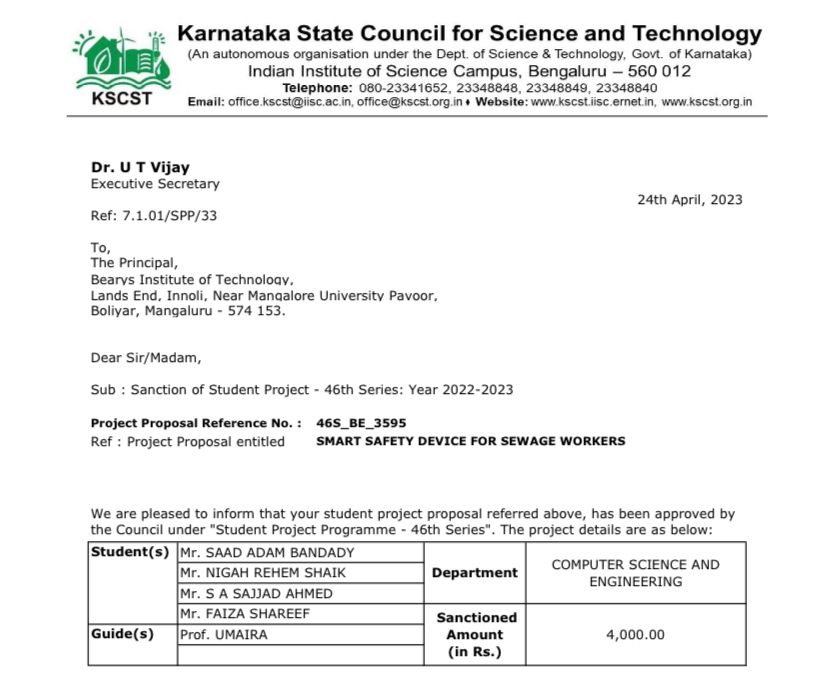 Karnataka State Council for Science and Technology
(An autonomous organisation under the Dept. of Science & Technology, Govt. of Karnataka)
Indian Institute of Science Campus, Bengaluru – 560 012
Telephone: 080-23341652, 23348848, 23348849, 23348840
Email: office.kscst@iisc.ac.in, office@kscst.org.in ♦ Website: www.kscst.iisc.ernet.in, www.kscst.org.in
KSCST
Dr. U T Vijay
Executive Secretary
24th April, 2023
Ref: 7.1.01/SPP/33
To,
The Principal,
Bearys Institute of Technology,
Lands End, Innoli, Near Mangalore University Pavoor,
Boliyar, Mangaluru - 574 153.
Dear Sir/Madam,
Sub : Sanction of Student Project - 46th Series: Year 2022-2023
Project Proposal Reference No. : 46S_BE_3595
Ref : Project Proposal entitled SMART SAFETY DEVICE FOR SEWAGE WORKERS
We are pleased to inform that your student project proposal referred above, has been approved by
the Council under "Student Project Programme - 46th Series". The project details are as below:
Student(s)
Mr. SAAD ADAM BANDADY
Mr. NIGAH REHEM SHAIK
Mr. S A SAJJAD AHMED
Mr. FAIZA SHAREEF
Department
COMPUTER SCIENCE AND
ENGINEERING
Guide(s)
Prof. UMAIRA
Sanctioned
Amount
(in Rs.)
4,000.00